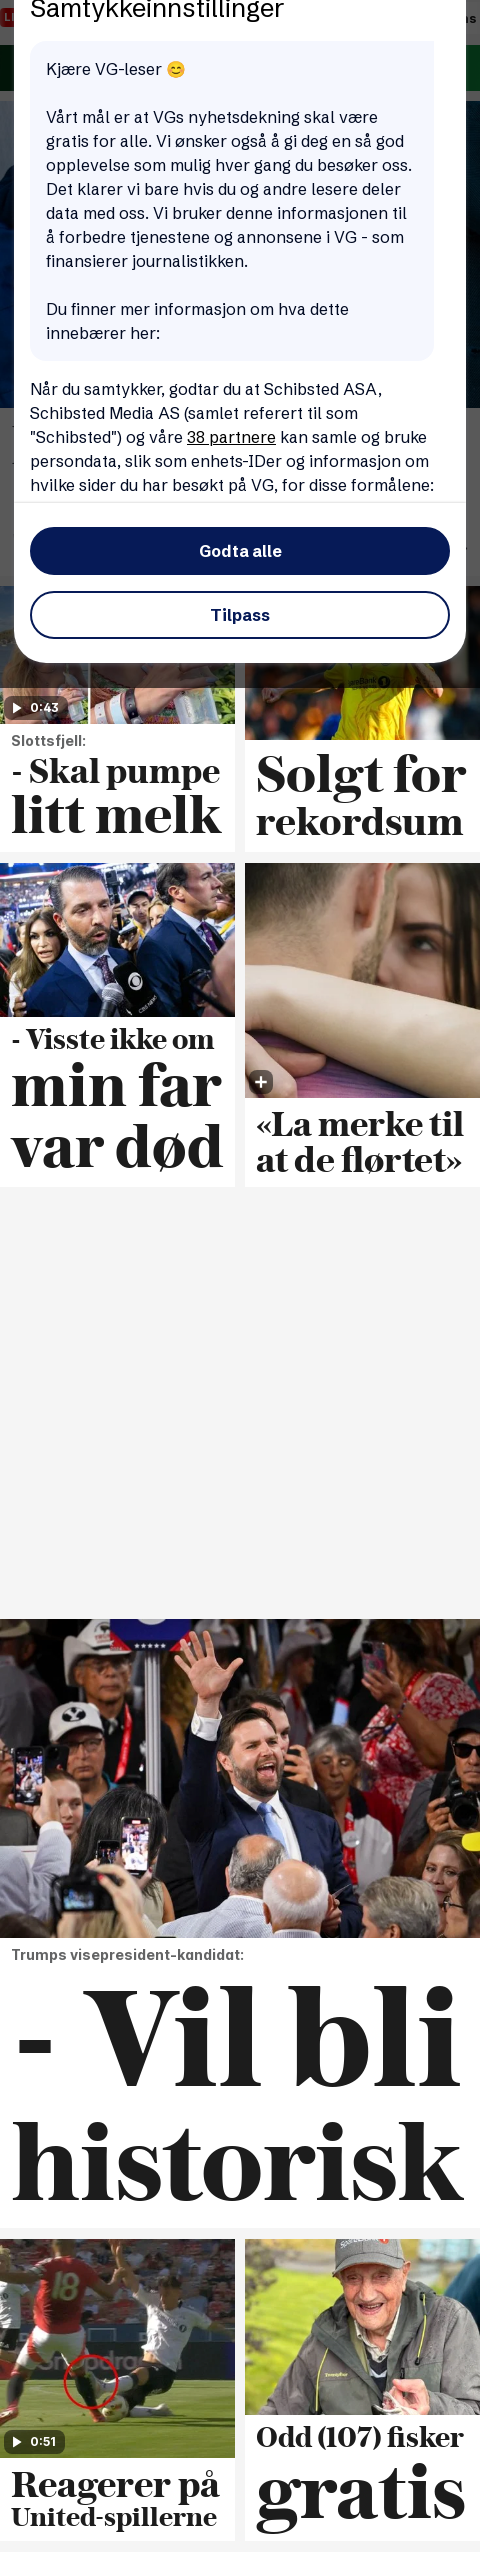 Samtykkeinnstillinger
Kjære VG-leser 😊
Vårt mål er at VGs nyhetsdekning skal være
gratis for alle. Vi ønsker også å gi deg en så god
opplevelse som mulig hver gang du besøker oss.
Det klarer vi bare hvis du og andre lesere deler
data med oss. Vi bruker denne informasjonen til
å forbedre tjenestene og annonsene i VG - som
finansierer journalistikken.
Du finner mer informasjon om hva dette
innebærer her:
Når du samtykker, godtar du at Schibsted ASA,
Schibsted Media AS (samlet referert til som
"Schibsted") og våre 38 partnere kan samle og bruke
persondata, slik som enhets-IDer og informasjon om
hvilke sider du har besøkt på VG, for disse formålene:
Godta alle
Tilpass
0:43
Slottsfjell:
- Skal pumpe
litt melk
Solgt for
rekordsum
CBS NEWS
- Visste ikke om
min far
var død
«La merke til
at de flørtet»
Trumps visepresident-kandidat:
- Vil bli
historisk
18
0:51
Reagerer på
United-spillerne
Odd (107) fisker
gratis